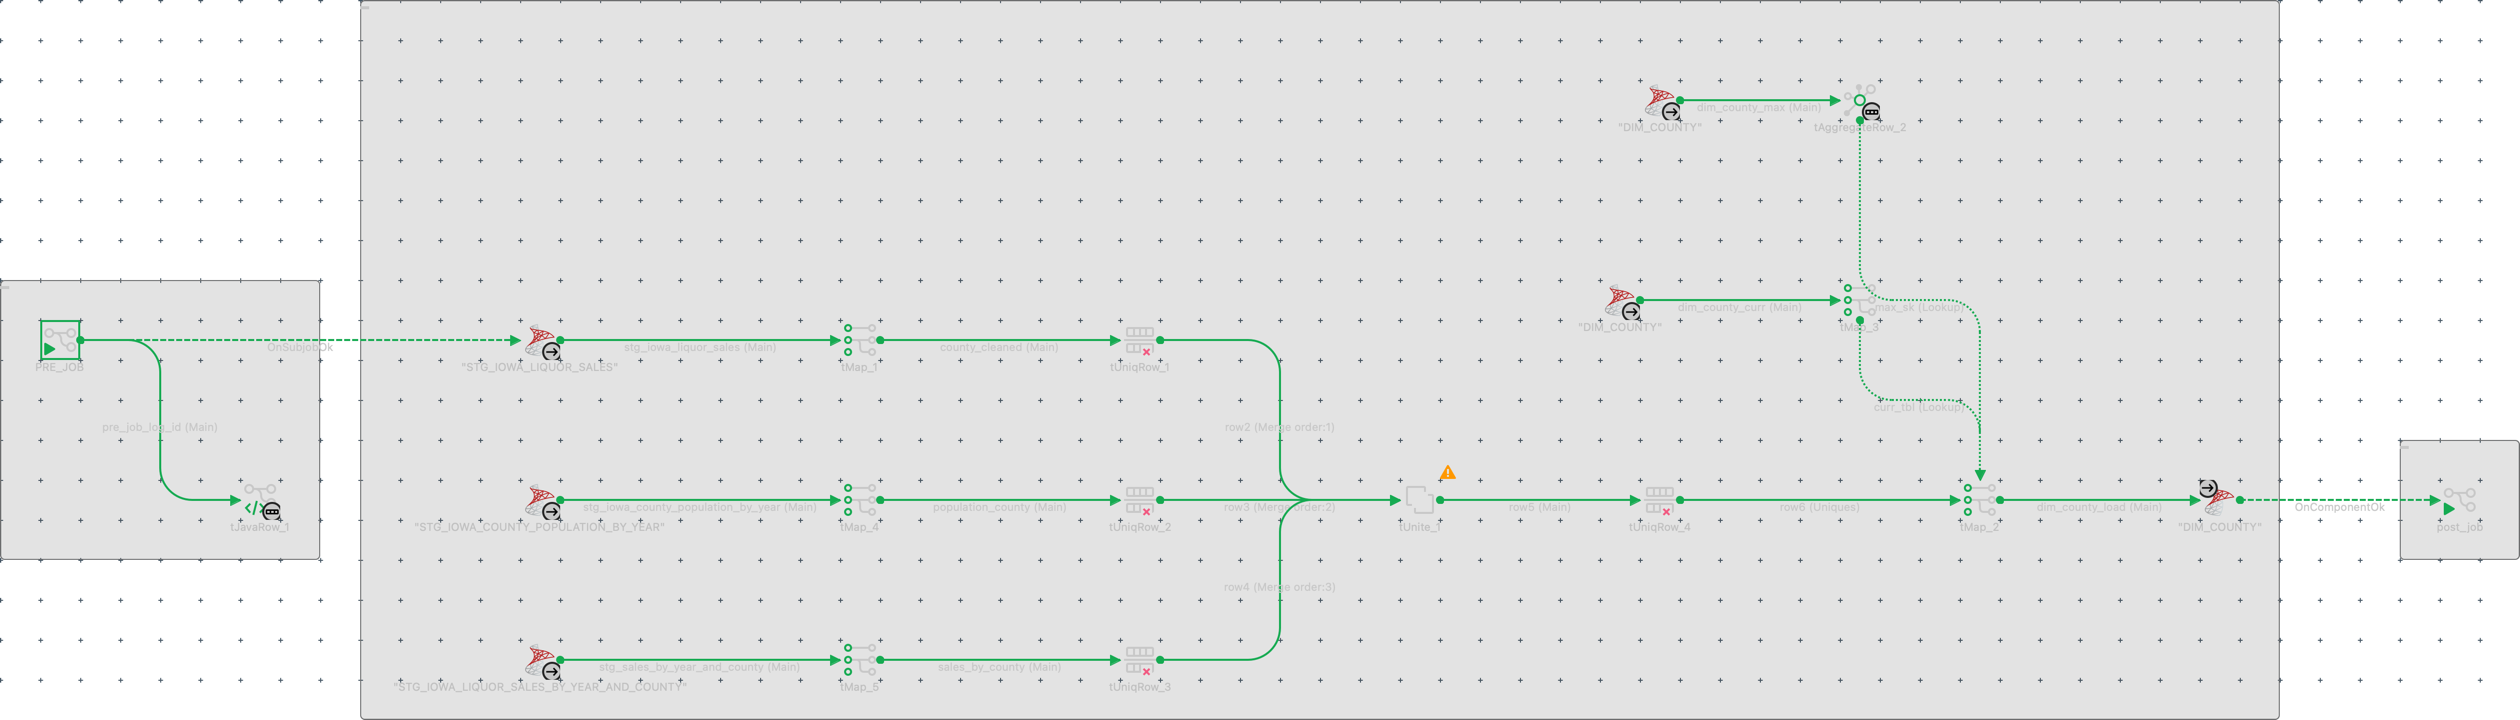 dim_county_max (Main)
"DIM_COUNTY"
tAggregateRow_2
dim_county_curr (Main)
max_sk (Lookup)
"DIM_COUNTY"
tMap_3
OnSubjobOk
stg_iowa_liquor_sales (Main)
county_cleaned (Main)
PRE_JOB
"STG_IOWA_LIQUOR_SALES"
tMap_1
tUniqRow_1
curr_tbl (Lookup)
pre_job_log_id (Main)
row2 (Merge order:1)
stg_iowa_county_population_by_year (Main)
population_county (Main)
row3 (Merge order:2)
row5 (Main)
row6 (Uniques)
dim_county_load (Main)
OnComponentOk
tJavaRow_1
"STG_IOWA_COUNTY_POPULATION_BY_YEAR"
tMap_4
tUniqRow_2
tUnite_1
tUniqRow_4
tMap_2
"DIM_COUNTY"
post_job
row4 (Merge order:3)
stg_sales_by_year_and_county (Main)
sales_by_county (Main)
"STG_IOWA_LIQUOR_SALES_BY_YEAR_AND_COUNTY"
tMap_5
tUniqRow_3